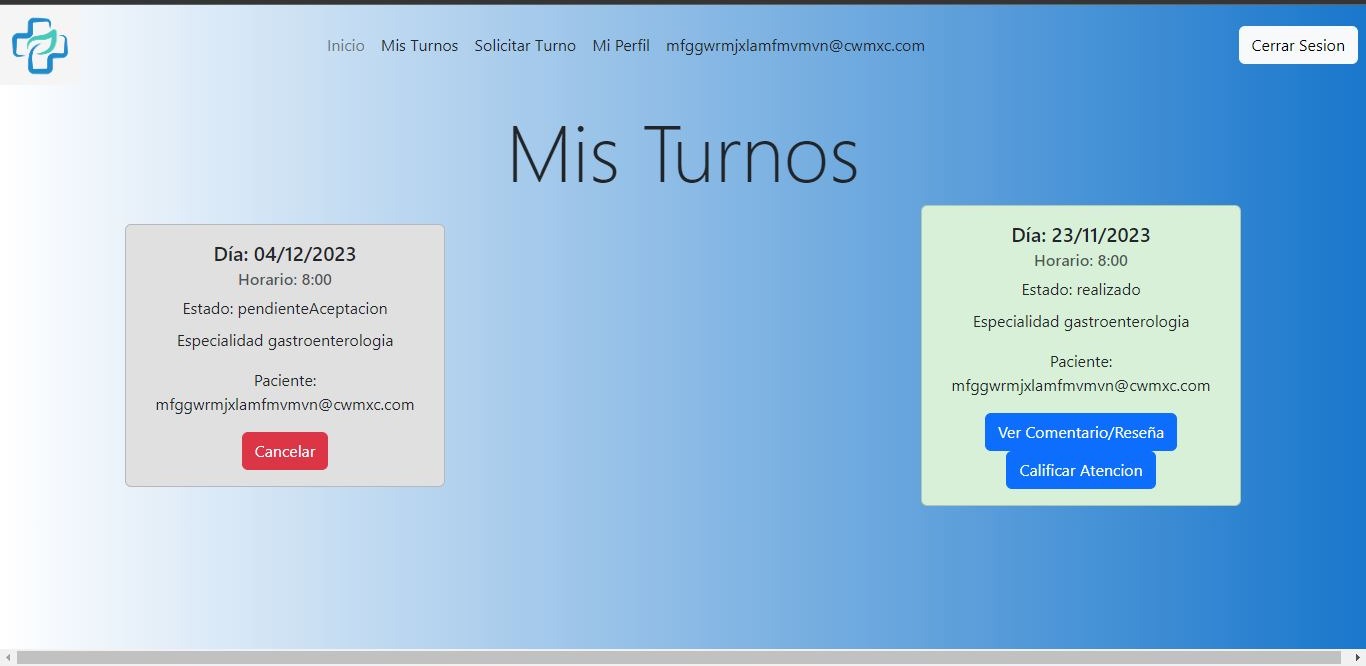 Inicio Mis Turnos Solicitar Turno Mi Perfil mfggwrmjxlamfmvmvn@cwmxc.com Cerrar Sesion
Mis Turnos
Día: 04/12/2023
Horario: 8:00
Estado: pendienteAceptacion
Especialidad gastroenterologia
Paciente:
mfggwrmjxlamfmvmvn@cwmxc.com
Cancelar
Día: 23/11/2023
Horario: 8:00
Estado: realizado
Especialidad gastroenterologia
Paciente:
mfggwrmjxlamfmvmvn@cwmxc.com
Ver Comentario/Reseña
Calificar Atencion